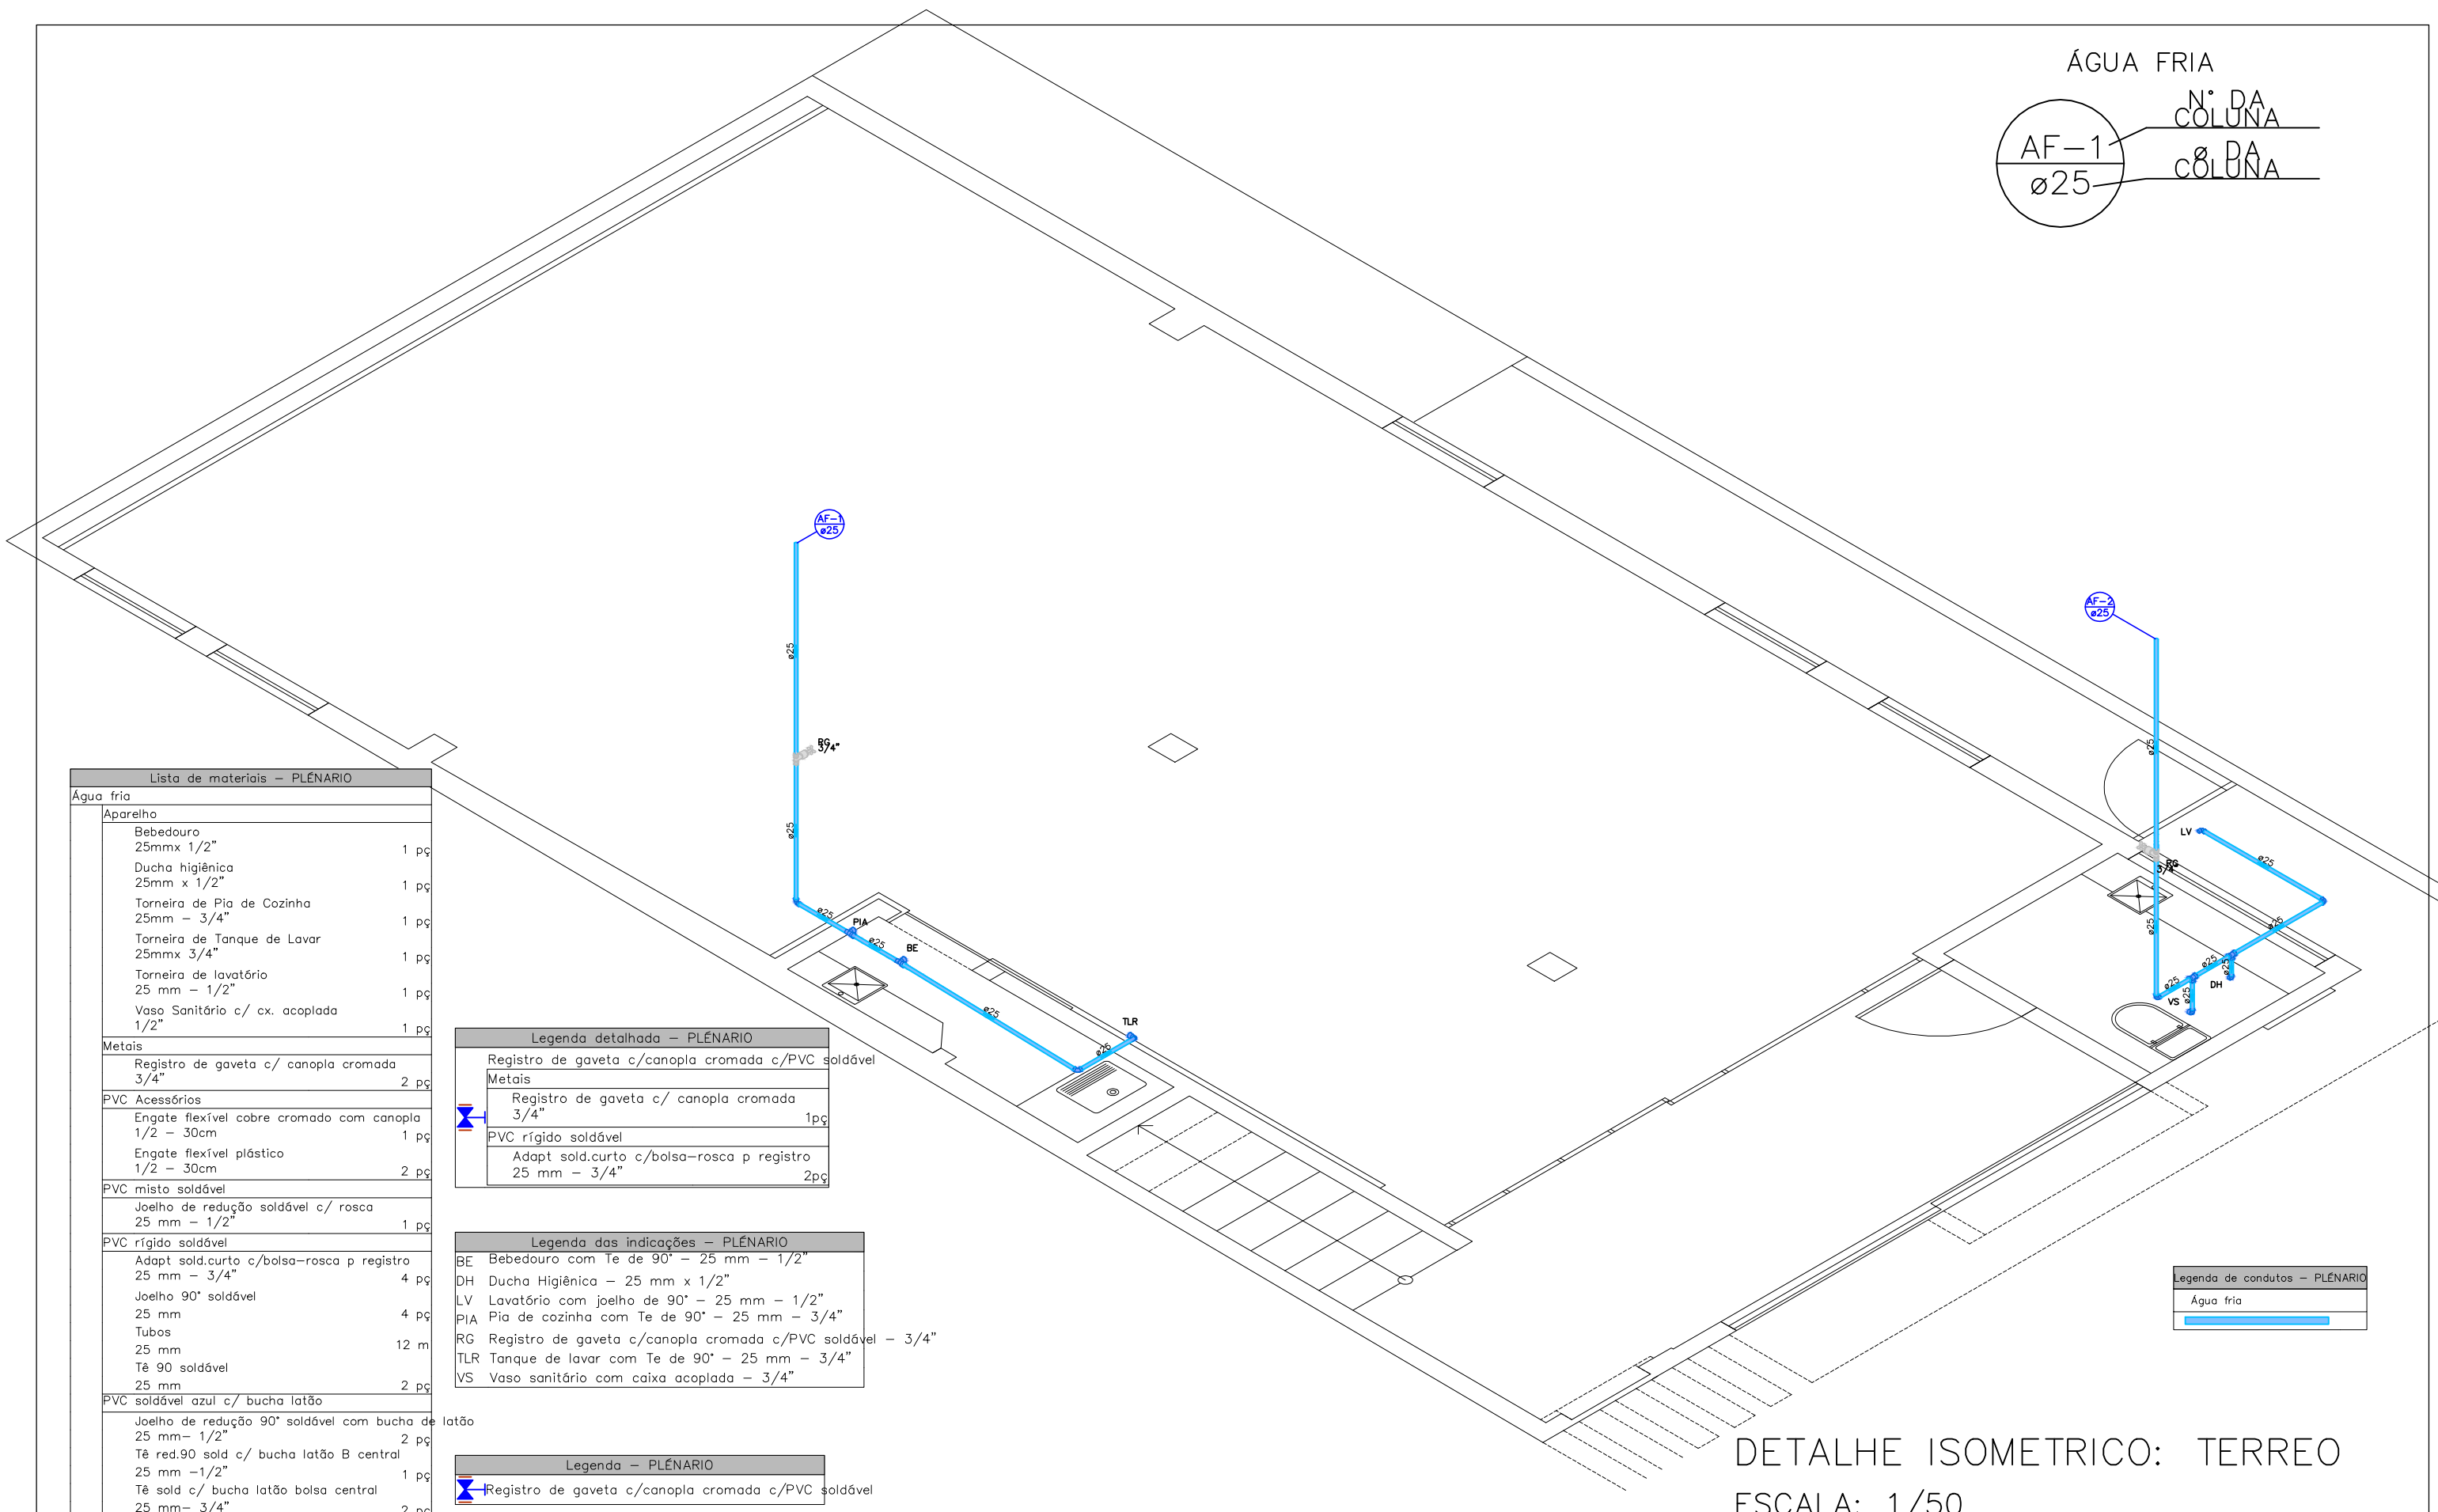 ÁGUA FRIA
N° DA
COLUNA
AF-1
ø DA
COLUNA
ø25
AF-1
ø25
ø25
RG
3/4"
ø25
ø25
PIA
ø25
BE
ø25
ø25
TLR
AF-2
ø25
ø25
LV
ø25
RG
3/4"
ø25
ø25
ø25
ø25
ø25
ø25
VS
DH
Lista de materiais - PLÉNARIO
Água fria
Aparelho
Bebedouro
25mmx 1/2" 1 pç
Ducha higiênica
25mm x 1/2" 1 pç
Torneira de Pia de Cozinha
25mm - 3/4" 1 pç
Torneira de Tanque de Lavar
25mmx 3/4" 1 pç
Torneira de lavatório
25 mm - 1/2" 1 pç
Vaso Sanitário c/ cx. acoplada
1/2" 1 pç
Metais
Registro de gaveta c/ canopla cromada
3/4" 2 pç
PVC Acessórios
Engate flexível cobre cromado com canopla
1/2 - 30cm 1 pç
Engate flexível plástico
1/2 - 30cm 2 pç
PVC misto soldável
Joelho de redução soldável c/ rosca
25 mm - 1/2" 1 pç
PVC rígido soldável
Adapt sold.curto c/bolsa-rosca p registro
25 mm - 3/4" 4 pç
Joelho 90° soldável
25 mm 4 pç
Tubos
25 mm 12 m
Tê 90 soldável
25 mm 2 pç
PVC soldável azul c/ bucha latão
Joelho de redução 90° soldável com bucha de latão
25 mm- 1/2" 2 pç
Tê red.90 sold c/ bucha latão B central
25 mm -1/2" 1 pç
Tê sold c/ bucha latão bolsa central
25 mm- 3/4" 2 pç
Legenda detalhada - PLÉNARIO
Registro de gaveta c/canopla cromada c/PVC soldável
Metais
Registro de gaveta c/ canopla cromada
3/4" 1pç
PVC rígido soldável
Adapt sold.curto c/bolsa-rosca p registro
25 mm - 3/4" 2pç
Legenda das indicações - PLÉNARIO
BE Bebedouro com Te de 90° - 25 mm - 1/2"
DH Ducha Higiênica - 25 mm x 1/2"
LV Lavatório com joelho de 90° - 25 mm - 1/2"
PIA Pia de cozinha com Te de 90° - 25 mm - 3/4"
RG Registro de gaveta c/canopla cromada c/PVC soldável - 3/4"
TLR Tanque de lavar com Te de 90° - 25 mm - 3/4"
VS Vaso sanitário com caixa acoplada - 3/4"
Legenda - PLÉNARIO
Registro de gaveta c/canopla cromada c/PVC soldável
Legenda de condutos - PLÉNARIO
Água fria
DETALHE ISOMETRICO: TERREO
ESCALA: 1/50